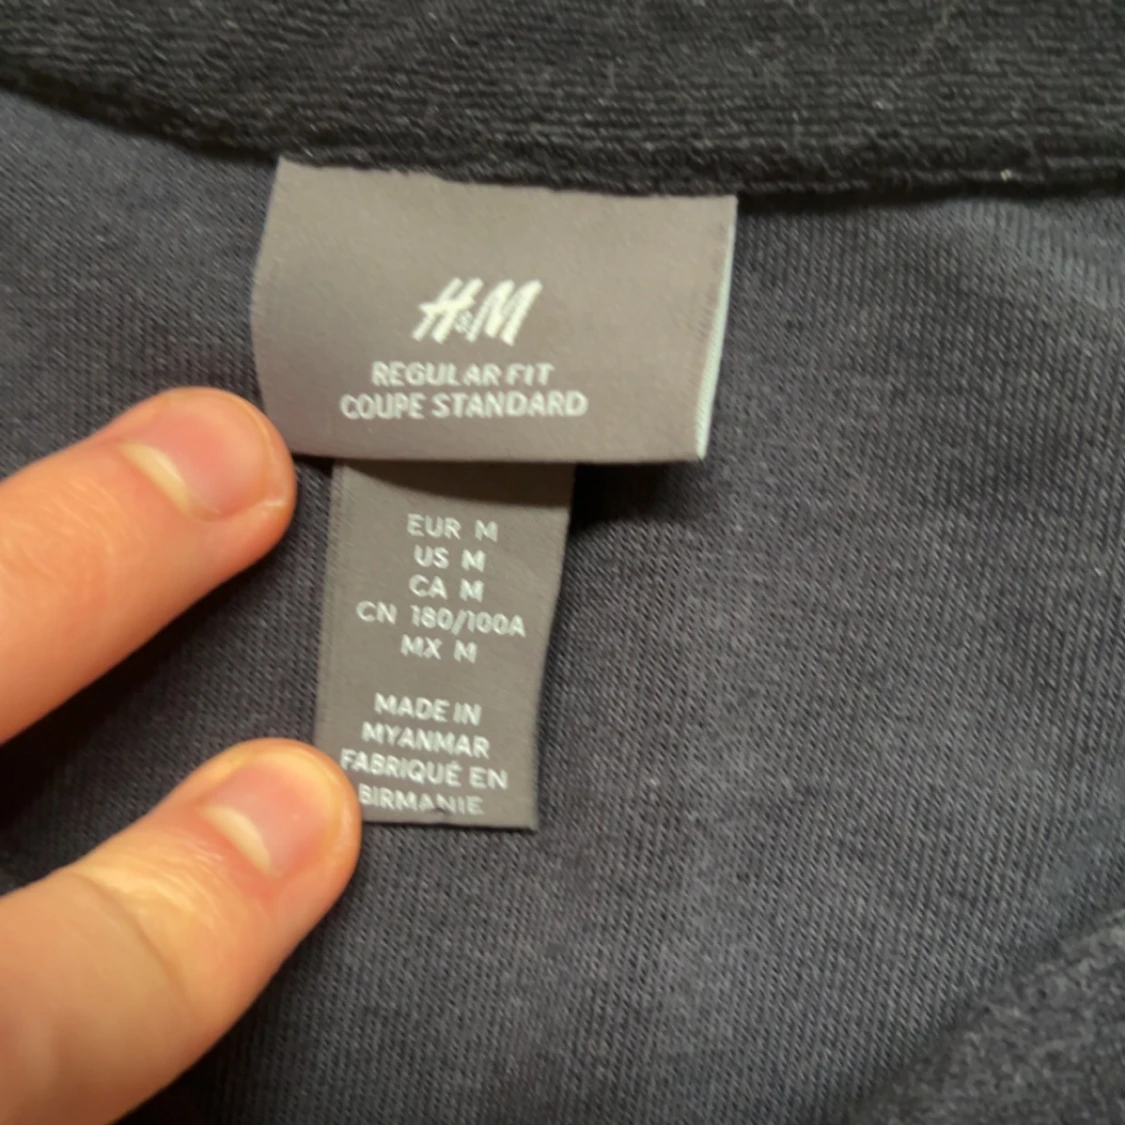 H&M
REGULAR FIT
COUPE STANDARD
EUR M
US M
CA M
CN 180/100A
MX M
MADE IN
MYANMAR
FABRIQUÉ EN
BIRMANIE